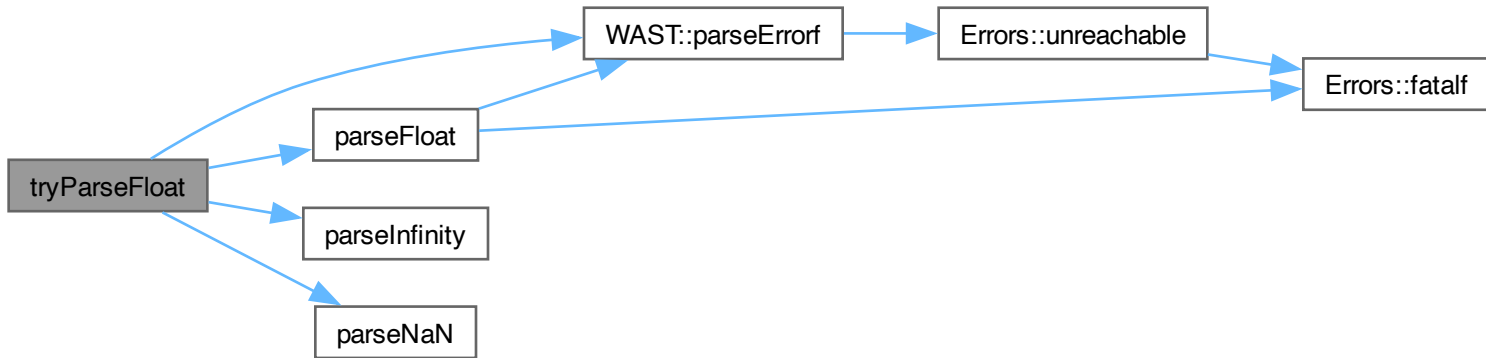 WAST::parseErrorf
Errors::unreachable
Errors::fatalf
parseFloat
tryParseFloat
parseInfinity
parseNaN